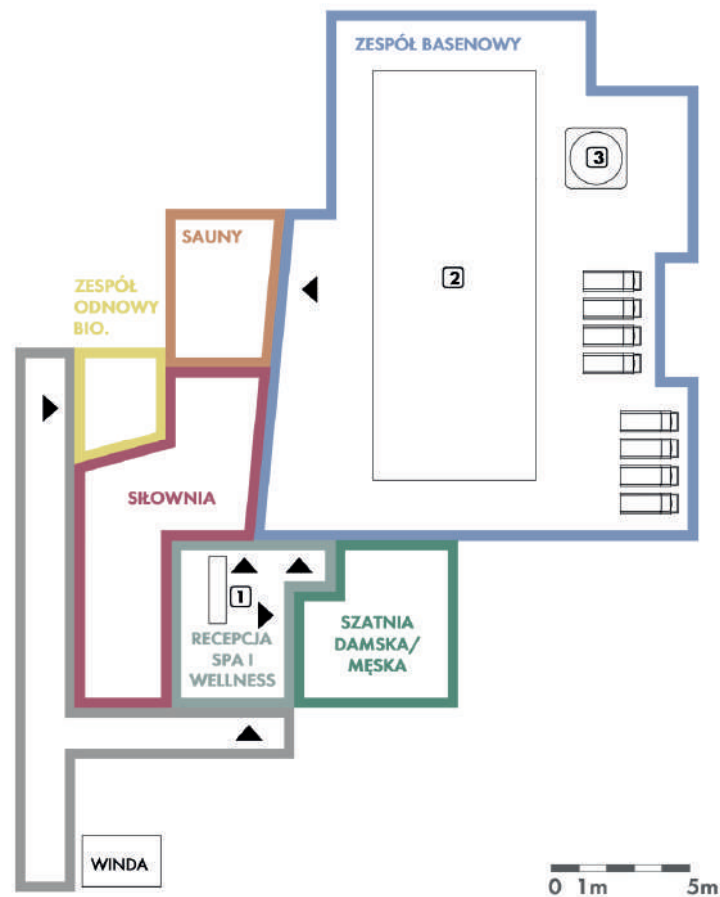 ZESPÓŁ BASENOWY
3
SAUNY
2
ZESPÓŁ
ODNOWY
BIO.
SIŁOWNIA
1
RECEPCJA
SPA I
WELLNESS
SZATNIA
DAMSKA/
MĘSKA
WINDA
0 1m 5m